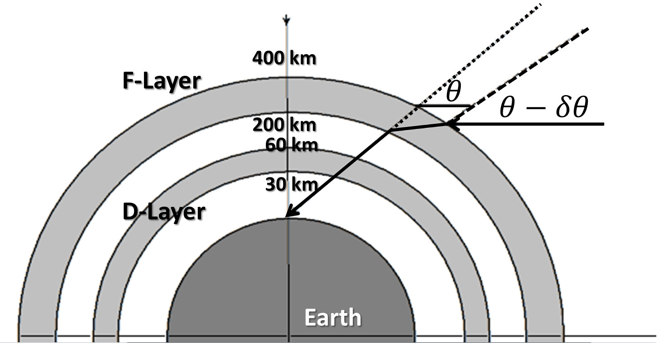 400 km
F-Layer
θ
θ − δθ
200 km
60 km
30 km
D-Layer
Earth